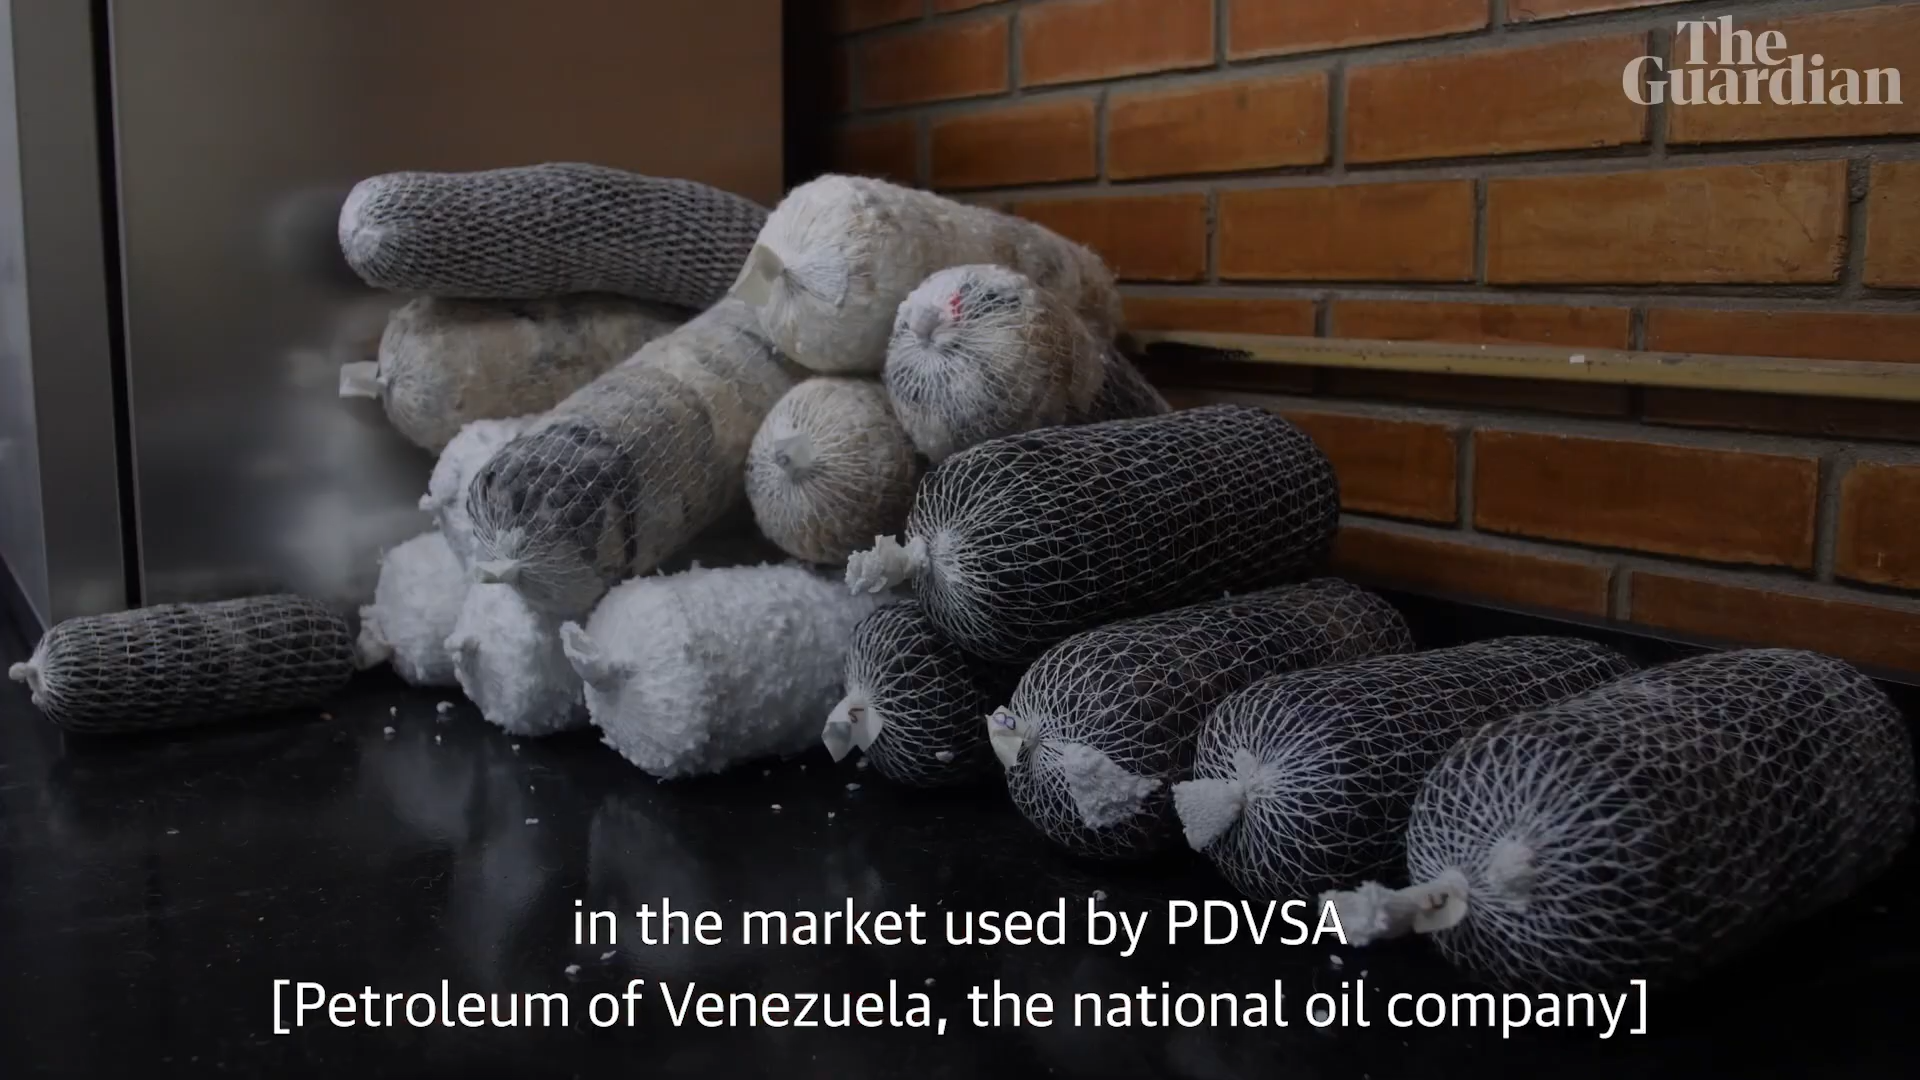 The
Guardian
in the market used by PDVSA
[Petroleum of Venezuela, the national oil company]